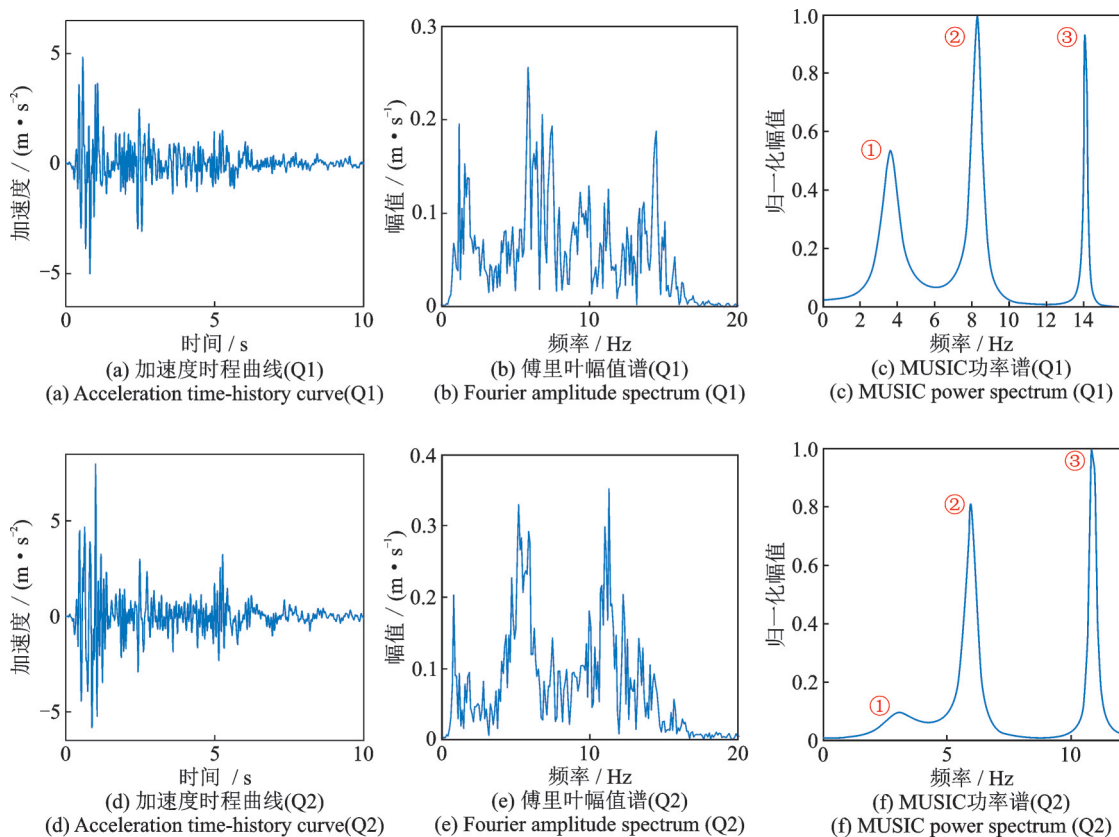 加速度 / (m·s⁻²)
5
0
−5
0
5
10
时间 / s
(a) 加速度时程曲线(Q1)
(a) Acceleration time-history curve(Q1)
幅值 / (m·s⁻¹)
0.3
0.2
0.1
0
0
10
20
频率 / Hz
(b) 傅里叶幅值谱(Q1)
(b) Fourier amplitude spectrum (Q1)
归一化幅值
1.0
0.8
0.6
0.4
0.2
0
①
②
③
0
2
4
6
8
10
12
14
频率 / Hz
(c) MUSIC功率谱(Q1)
(c) MUSIC power spectrum (Q1)
加速度 / (m·s⁻²)
5
0
−5
0
5
10
时间 / s
(d) 加速度时程曲线(Q2)
(d) Acceleration time-history curve(Q2)
幅值 / (m·s⁻¹)
0.4
0.3
0.2
0.1
0
0
10
20
频率 / Hz
(e) 傅里叶幅值谱(Q2)
(e) Fourier amplitude spectrum (Q2)
归一化幅值
1.0
0.8
0.6
0.4
0.2
0
①
②
③
0
5
10
频率 / Hz
(f) MUSIC功率谱(Q2)
(f) MUSIC power spectrum (Q2)